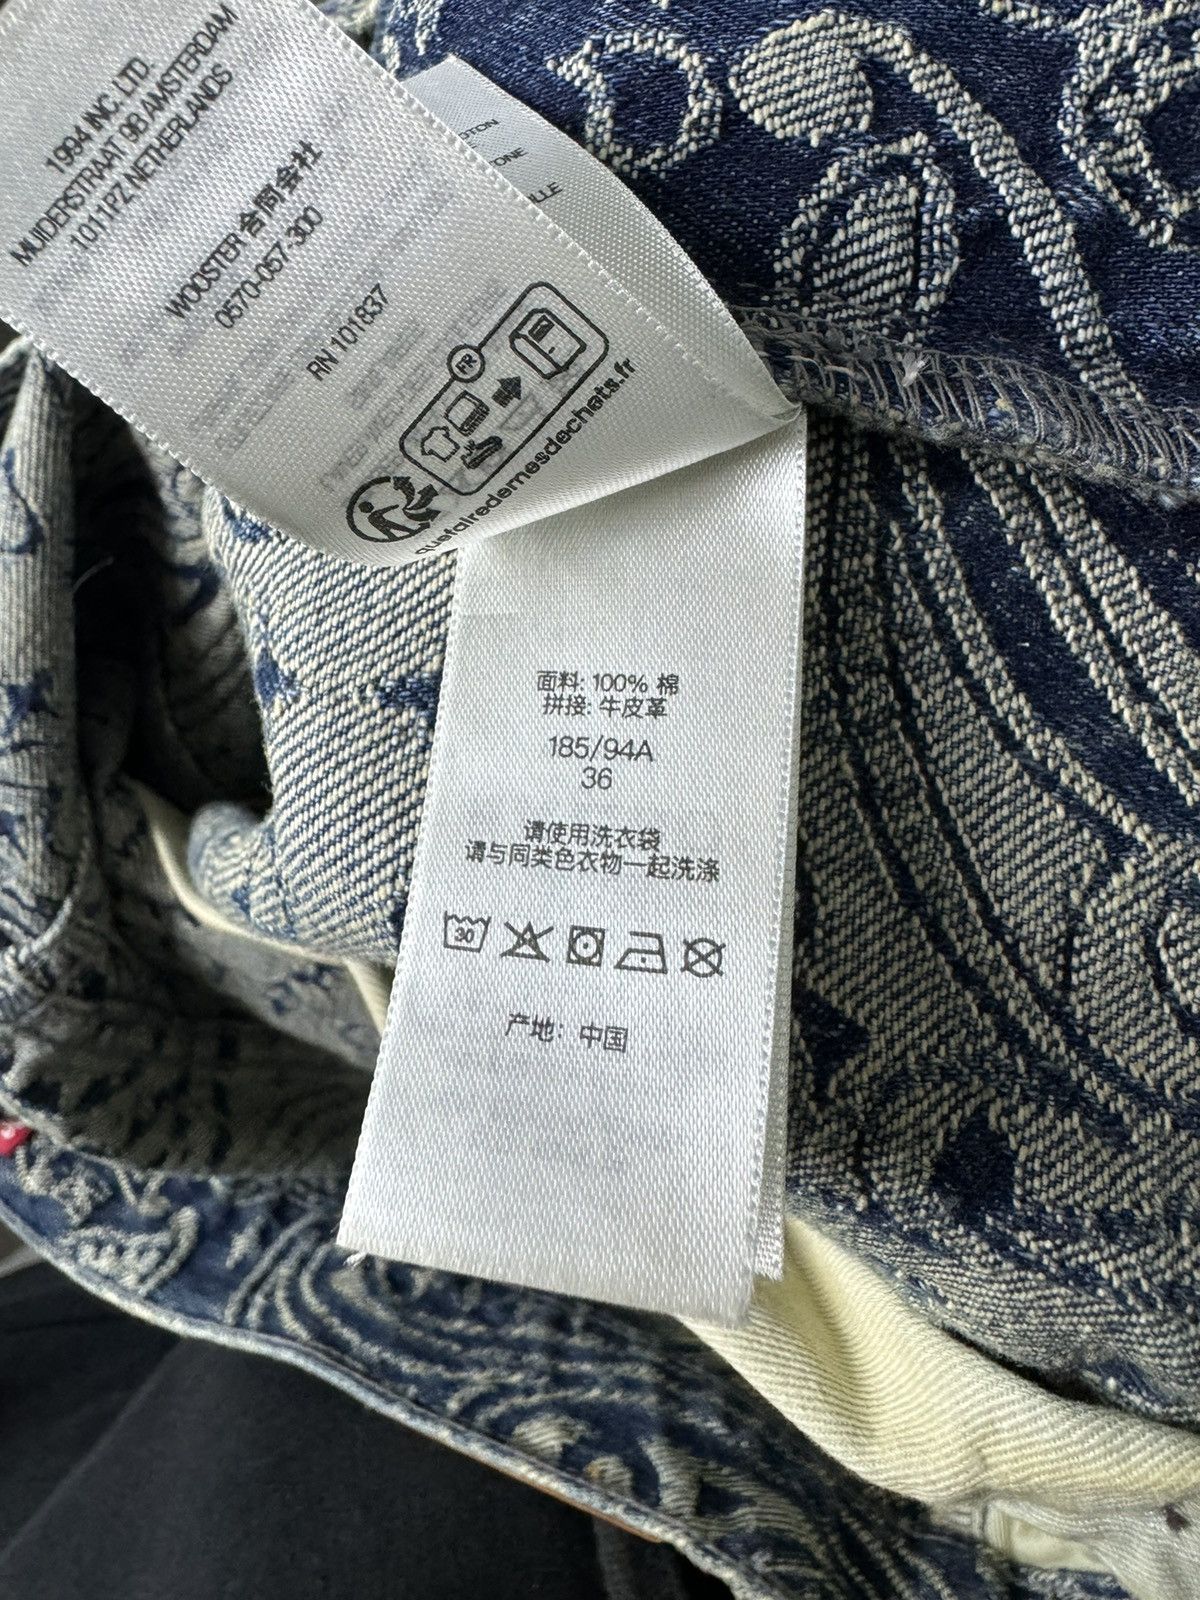 1994 INC. LTD.
MUIDERSTRAAT 9B AMSTERDAM
1011PZ NETHERLANDS
WOOSTER 合同会社
0570-057-300
RN 101837
FR
quefairedemesdechets.fr
面料: 100% 棉
拼接: 牛皮革
185/94A
36
请使用洗衣袋
请与同类色衣物一起洗涤
30
产地: 中国